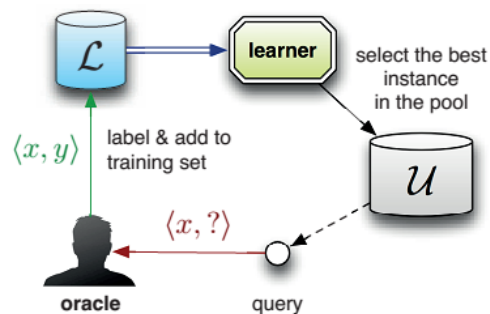 ℒ
learner
select the best
instance
in the pool
⟨x, y⟩
label & add to
training set
𝒰
⟨x, ?⟩
oracle
query